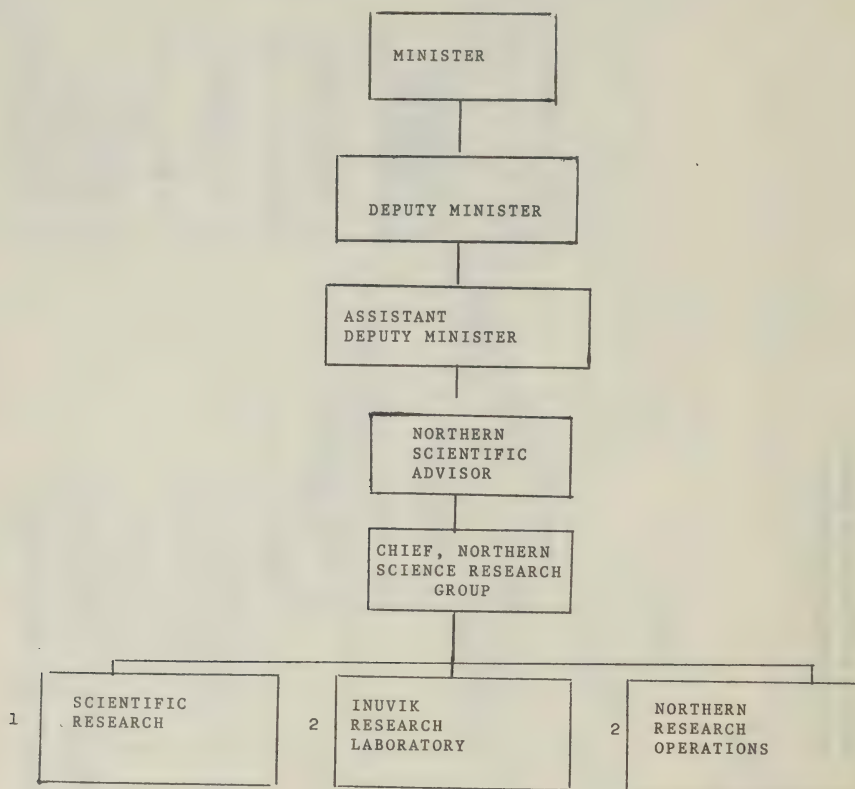 MINISTER
DEPUTY MINISTER
ASSISTANT
DEPUTY MINISTER
NORTHERN
SCIENTIFIC
ADVISOR
CHIEF, NORTHERN
SCIENCE RESEARCH
GROUP
1
SCIENTIFIC
RESEARCH
2
INUVIK
RESEARCH
LABORATORY
2
NORTHERN
RESEARCH
OPERATIONS